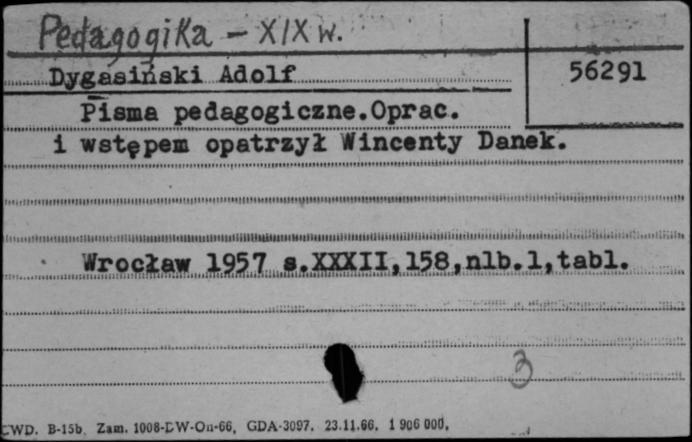 Pedagogika - XIX w.
Dygasiński Adolf 56291
Pisma pedagogiczne.Oprac.
i wstępem opatrzył Wincenty Danek.
Wrocław 1957 s.XXXII,158,nlb.1,tabl.
3
CWD. B-15b. Zam. 1008-DW-On-66, GDA-3097. 23.11.66. 1 906 000,